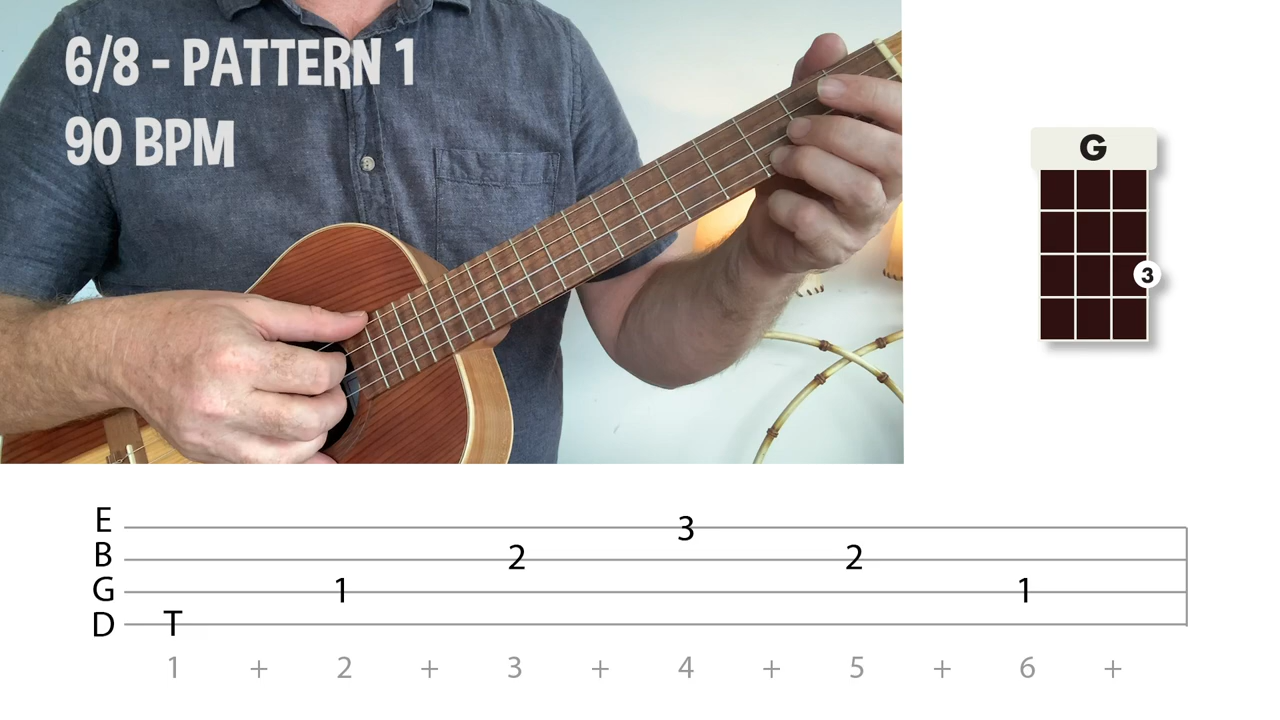 6/8 - PATTERN 1
90 BPM
G
3
E 3
B 2 2
G 1 1
D T
1 + 2 + 3 + 4 + 5 + 6 +